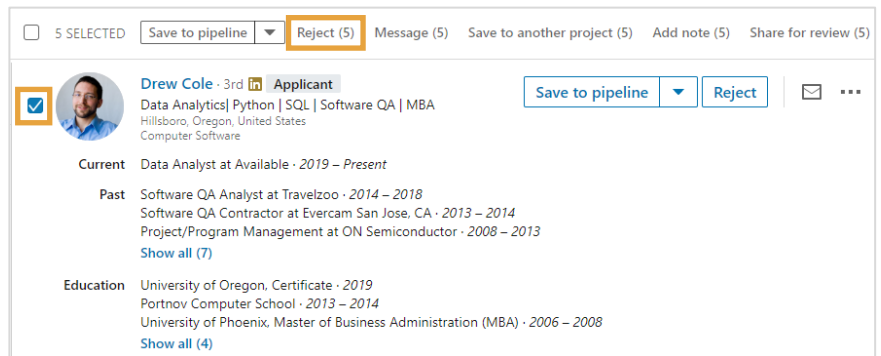 5 SELECTED Save to pipeline Reject (5) Message (5) Save to another project (5) Add note (5) Share for review (5)
Drew Cole · 3rd in Applicant
Save to pipeline Reject
Data Analytics| Python | SQL | Software QA | MBA
Hillsboro, Oregon, United States
Computer Software
Current Data Analyst at Available · 2019 – Present
Past Software QA Analyst at Travelzoo · 2014 – 2018
Software QA Contractor at Evercam San Jose, CA · 2013 – 2014
Project/Program Management at ON Semiconductor · 2008 – 2013
Show all (7)
Education University of Oregon, Certificate · 2019
Portnov Computer School · 2013 – 2014
University of Phoenix, Master of Business Administration (MBA) · 2006 – 2008
Show all (4)